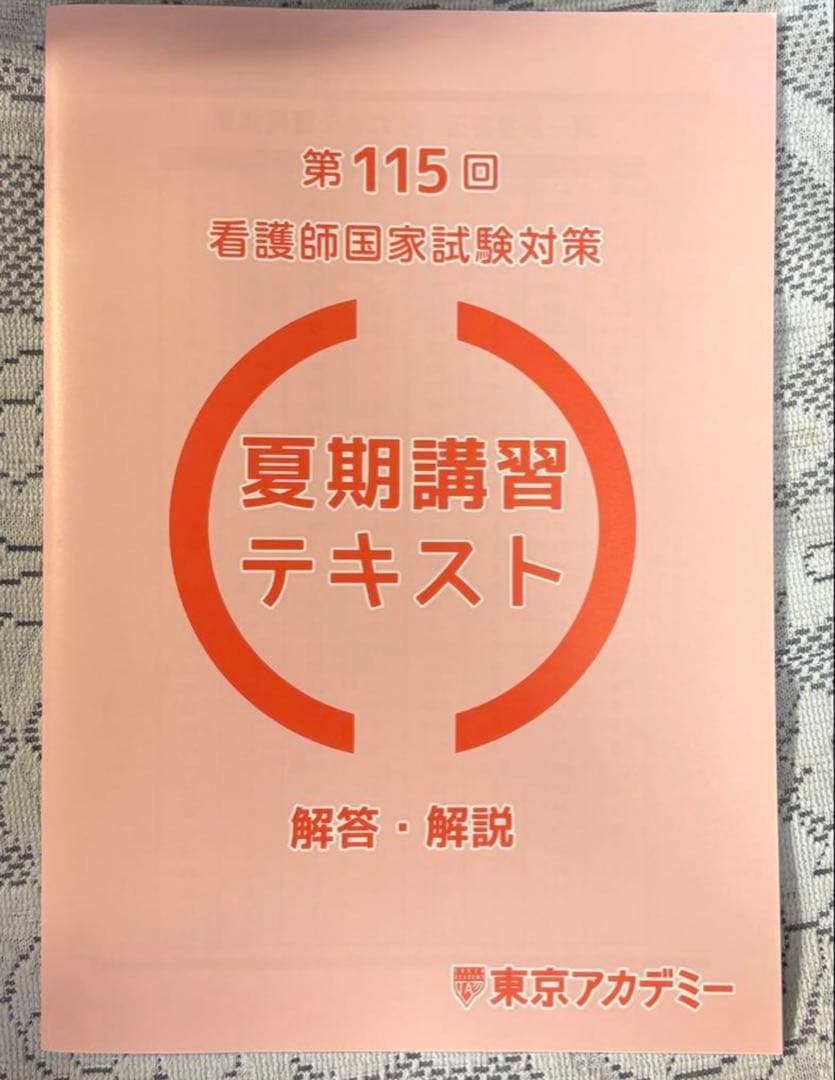 第115回
看護師国家試験対策
夏期講習
テキスト
解答・解説
東京アカデミー